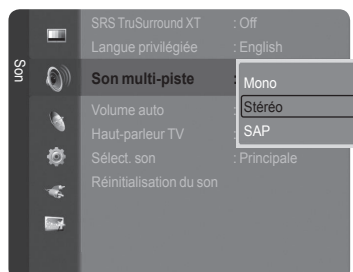 Son
SRS TruSurround XT : Off
Langue privilégiée : English
Son multi-piste :
Mono
Stéréo
SAP
Volume auto
Haut-parleur TV
Sélect. son : Principale
Réinitialisation du son